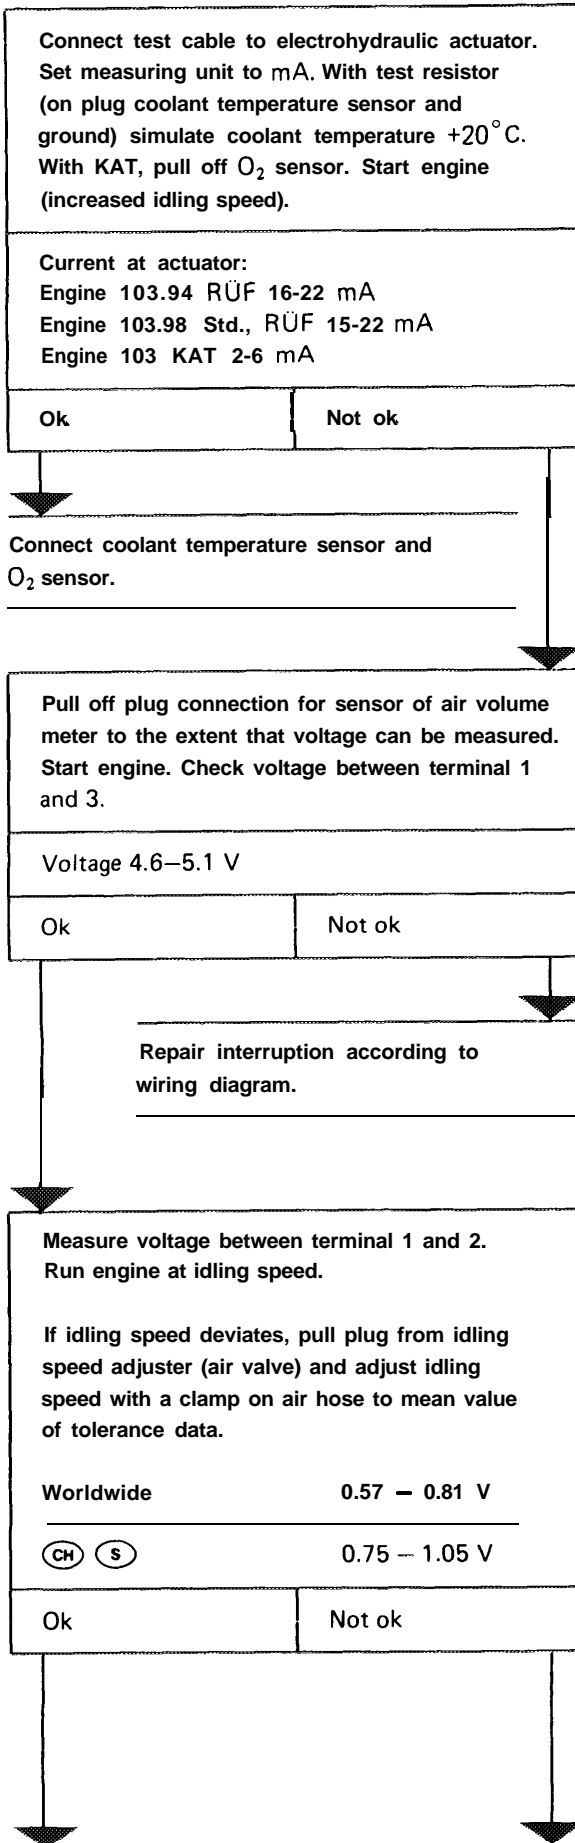 Connect test cable to electrohydraulic actuator.
Set measuring unit to mA. With test resistor
(on plug coolant temperature sensor and
ground) simulate coolant temperature +20°C.
With KAT, pull off O₂ sensor. Start engine
(increased idling speed).
Current at actuator:
Engine 103.94 RÜF 16-22 mA
Engine 103.98 Std., RÜF 15-22 mA
Engine 103 KAT 2-6 mA
Ok Not ok
Connect coolant temperature sensor and
O₂ sensor.
Pull off plug connection for sensor of air volume
meter to the extent that voltage can be measured.
Start engine. Check voltage between terminal 1
and 3.
Voltage 4.6–5.1 V
Ok Not ok
Repair interruption according to
wiring diagram.
Measure voltage between terminal 1 and 2.
Run engine at idling speed.
If idling speed deviates, pull plug from idling
speed adjuster (air valve) and adjust idling
speed with a clamp on air hose to mean value
of tolerance data.
Worldwide 0.57 – 0.81 V
CH S 0.75 – 1.05 V
Ok Not ok